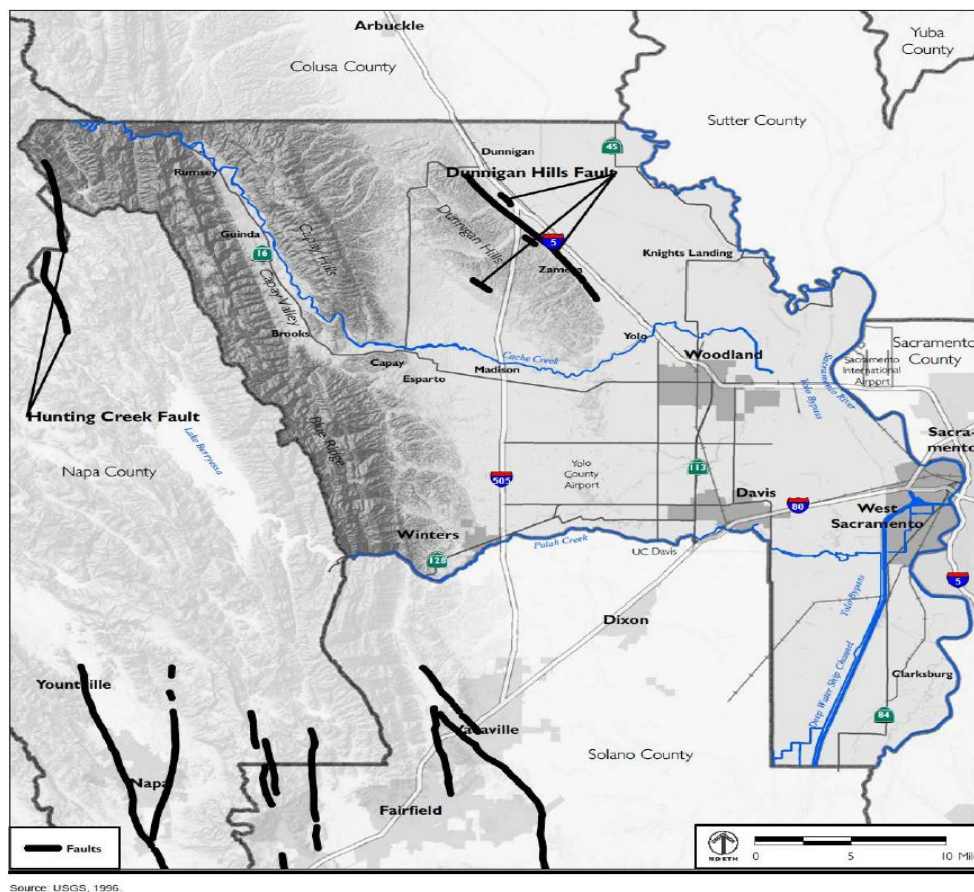 Arbuckle
Colusa County
Yuba
County
Sutter County
45
Dunnigan
Dunnigan Hills Fault
Rumsey
Capay Hills
Dunnigan Hills
5
Guinda
16
Knights Landing
Capay Valley
Brooks
Yolo
Cache Creek
Capay
Madison
Woodland
Esparto
Sacramento
County
Sacramento
International
Airport
Sacramento River
Yolo Bypass
Hunting Creek Fault
Lake Berryessa
Blue Ridge
Napa County
Sacra-
mento
Yolo
County
Airport
505
113
Davis
80
West
Sacramento
Winters
Putah Creek
UC Davis
128
5
Yolo Bypass
Dixon
Deep Water Ship Channel
Clarksburg
84
Yountville
Vacaville
Solano County
Napa
Fairfield
Faults
NORTH
0 5 10 Mil
Source: USGS, 1996.